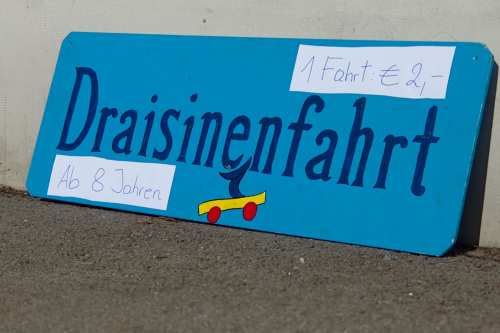 1 Fahrt: € 2,-
Draisinenfahrt
Ab 8 Jahren